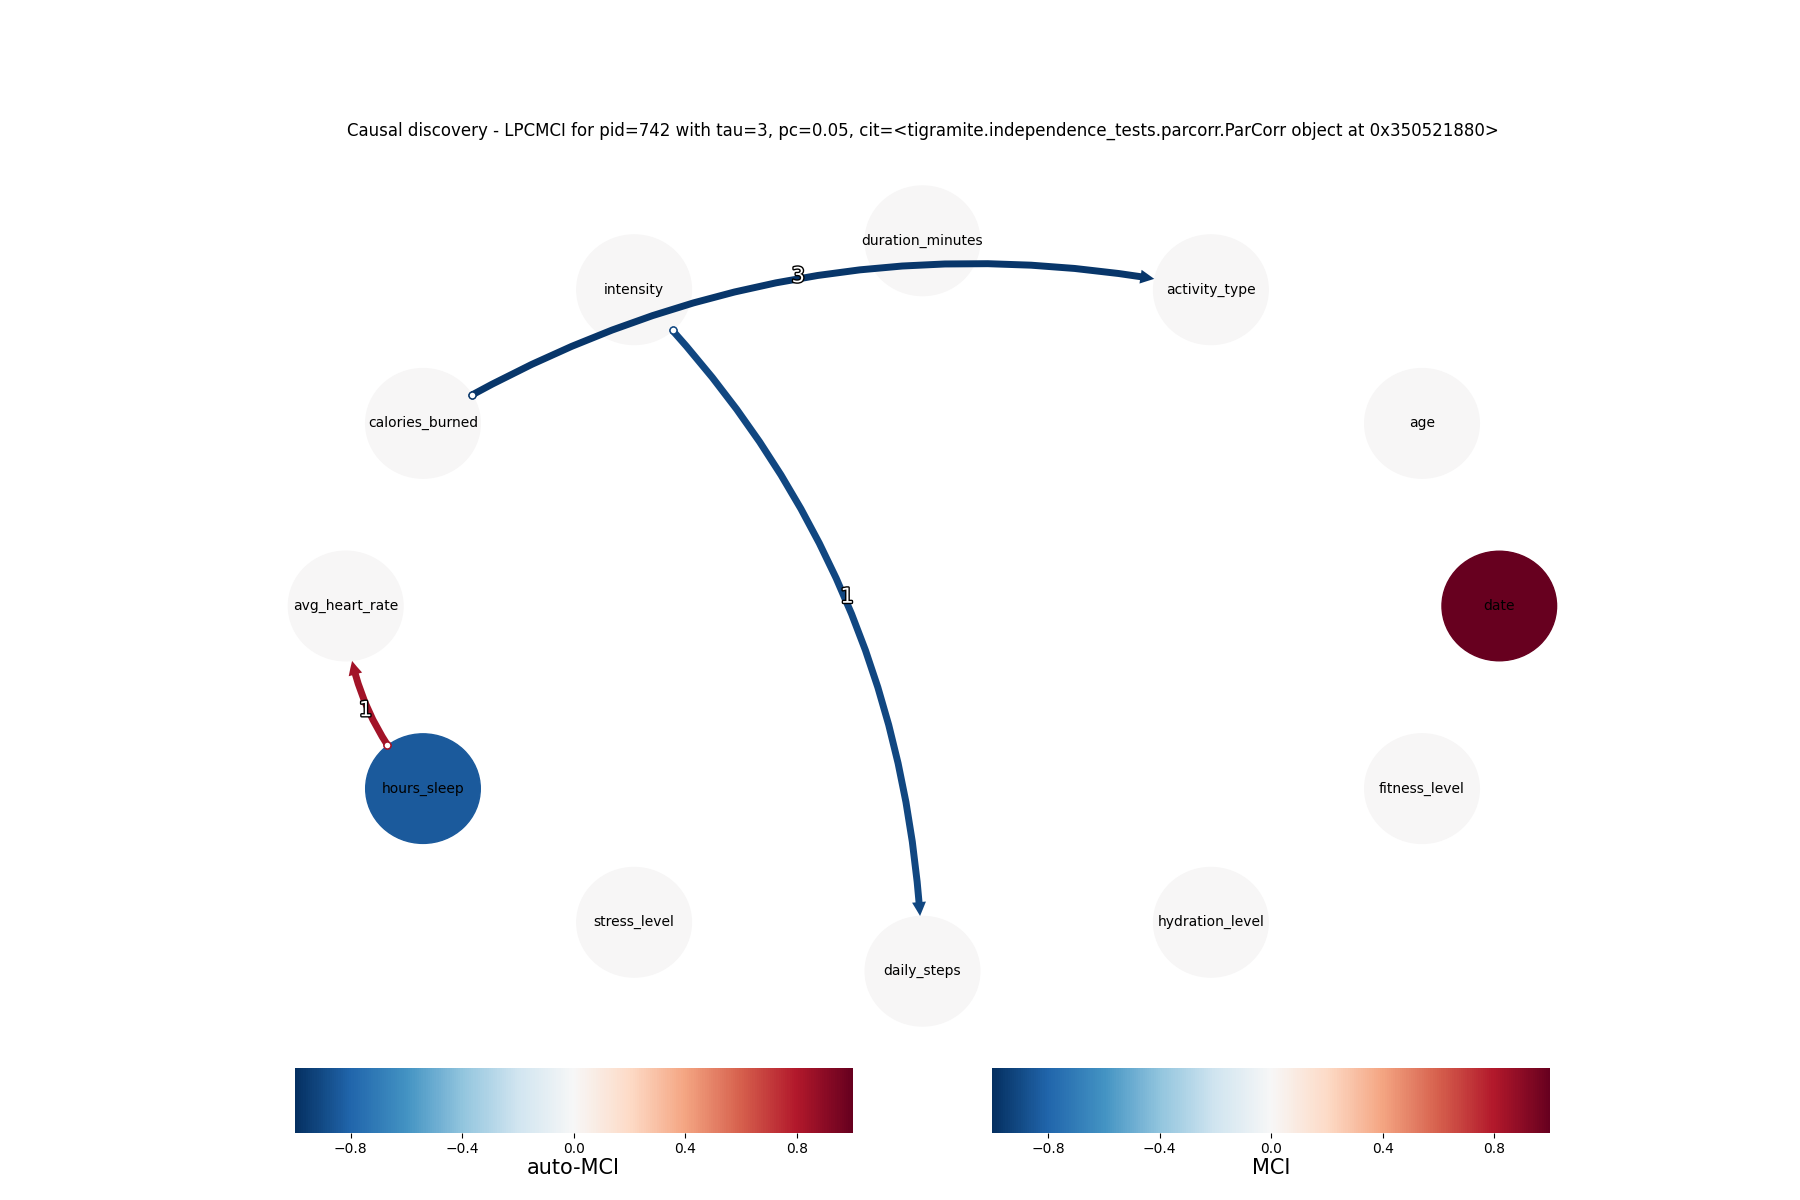 Causal discovery - LPCMCI for pid=742 with tau=3, pc=0.05, cit=<tigramite.independence_tests.parcorr.ParCorr object at 0x350521880>
duration_minutes
3
intensity
activity_type
calories_burned
age
1
avg_heart_rate
date
1
hours_sleep
fitness_level
stress_level
hydration_level
daily_steps
−0.8 −0.4 0.0 0.4 0.8
auto-MCI
−0.8 −0.4 0.0 0.4 0.8
MCI